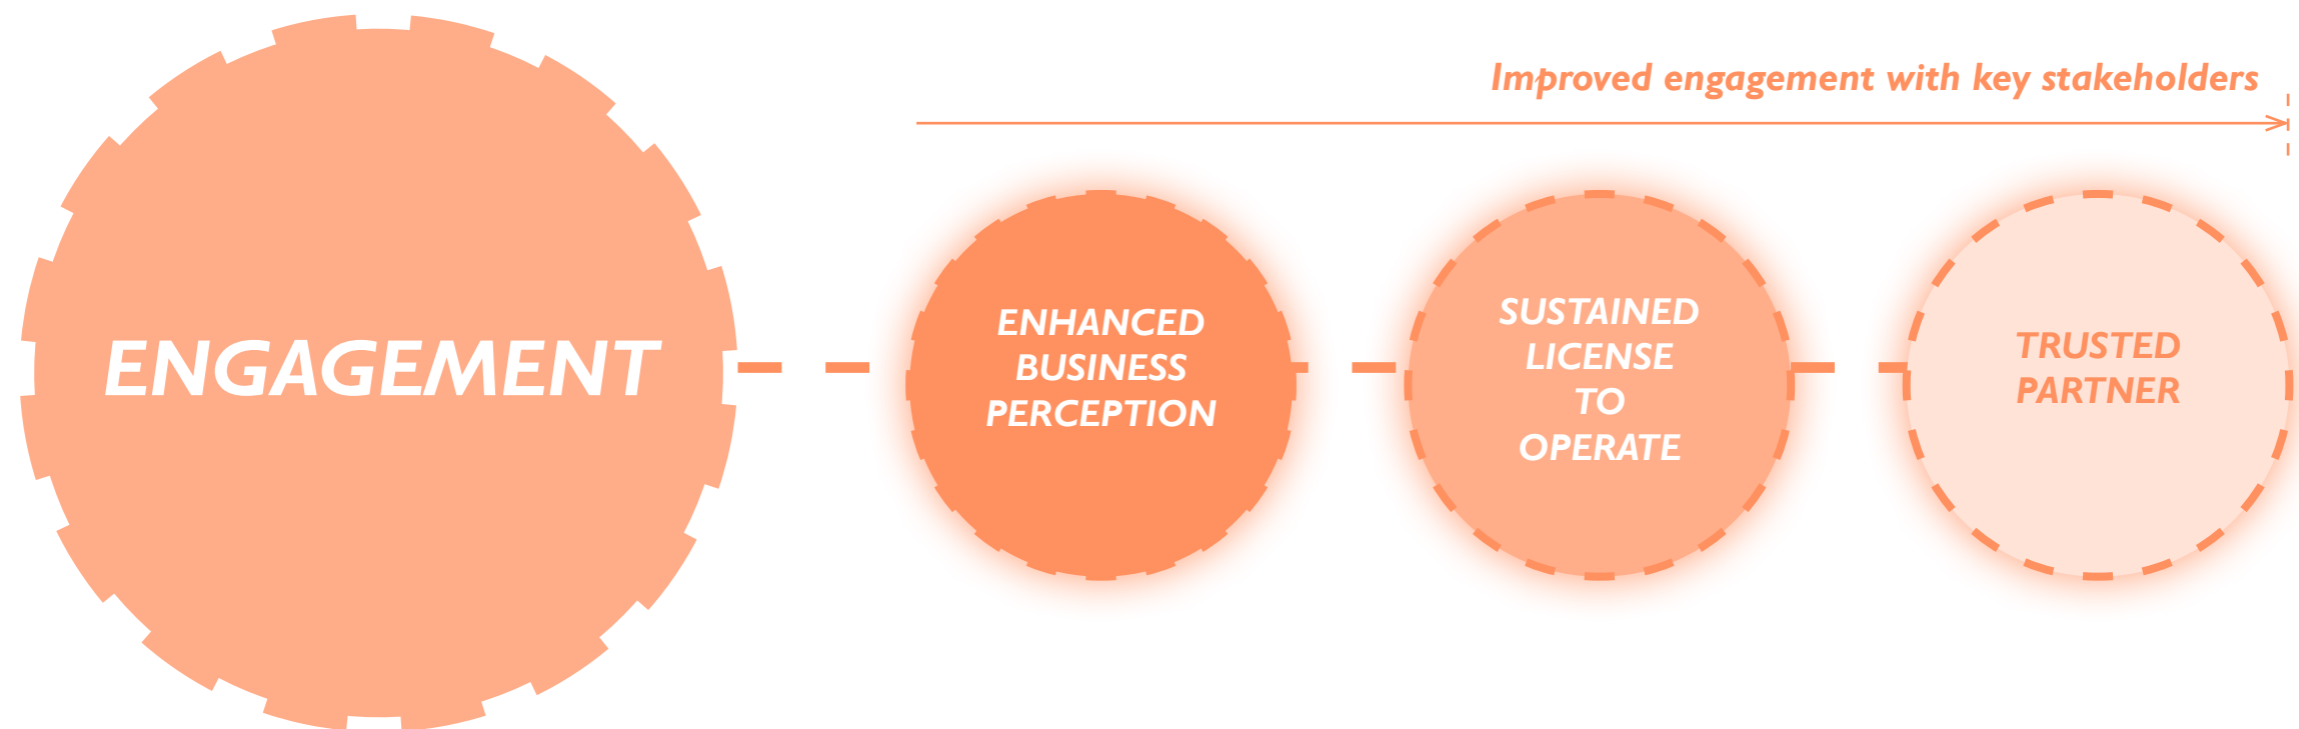 Improved engagement with key stakeholders
ENGAGEMENT
ENHANCED
BUSINESS
PERCEPTION
SUSTAINED
LICENSE
TO
OPERATE
TRUSTED
PARTNER